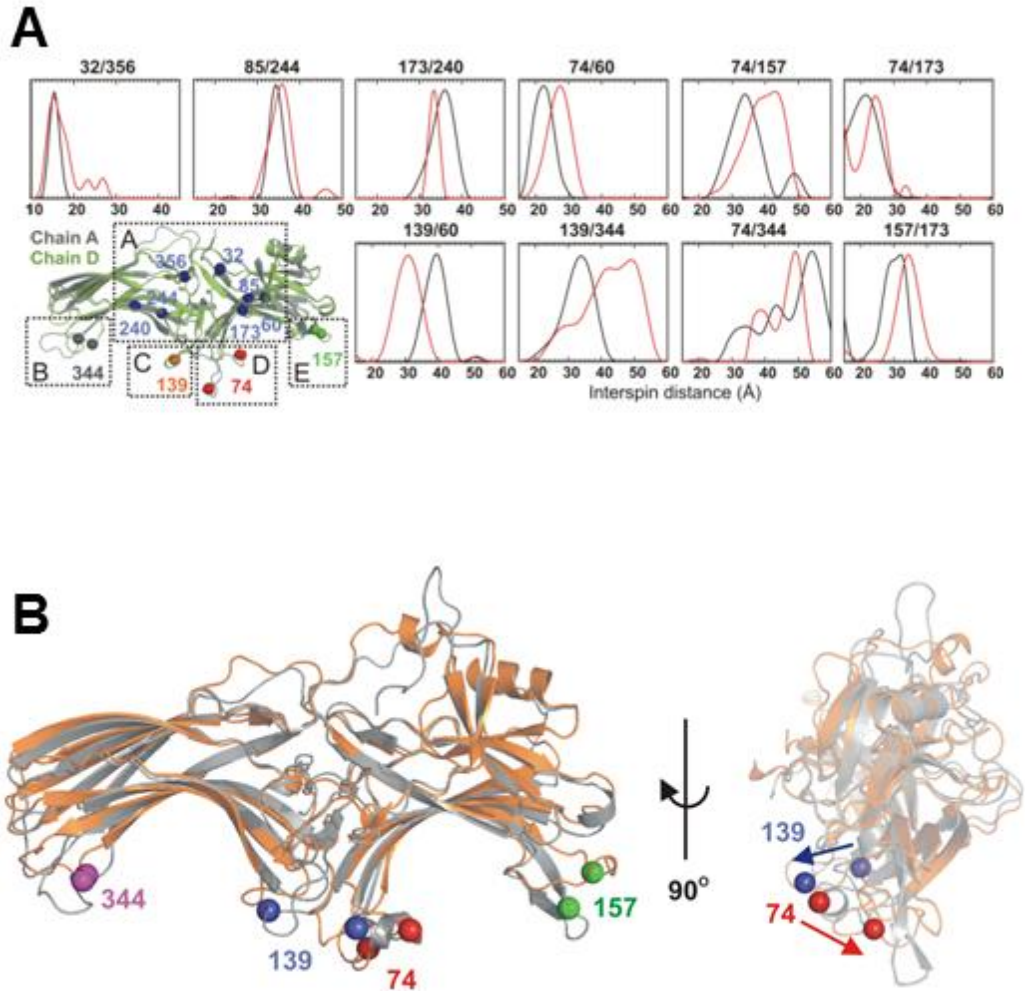 A
32/356 85/244 173/240 74/60 74/157 74/173
10 20 30 40 20 30 40 50 20 30 40 50 20 30 40 50 60 20 30 40 50 60 20 30 40 50 60
139/60 139/344 74/344 157/173
20 30 40 50 20 30 40 50 60 20 30 40 50 60 20 30 40 50 60
Interspin distance (Å)
Chain A
Chain D
A
356 32
85
244
240 173 60
B 344
C 139
D 74
E 157
B
344
139
74
157
90°
139
74